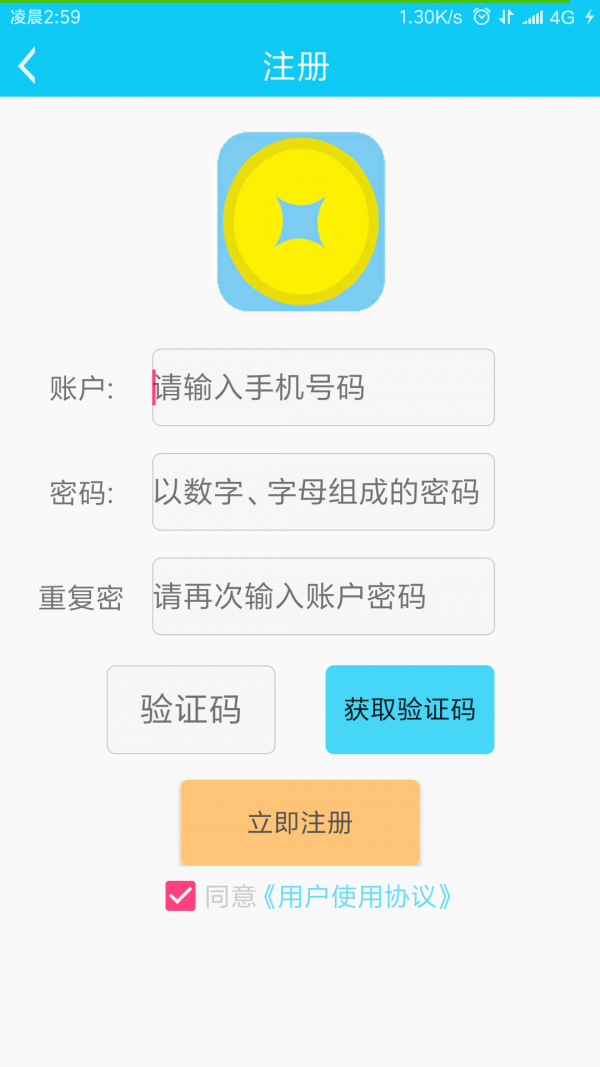 凌晨2:59 1.30K/s 4G
注册
账户: 请输入手机号码
密码: 以数字、字母组成的密码
重复密 请再次输入账户密码
验证码 获取验证码
立即注册
同意《用户使用协议》